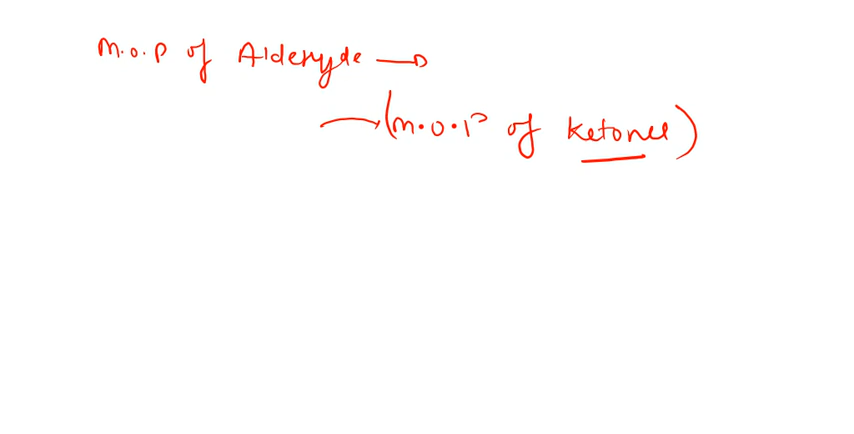 M.O.P of Alderyde →
→ (M.O.P of Ketones)